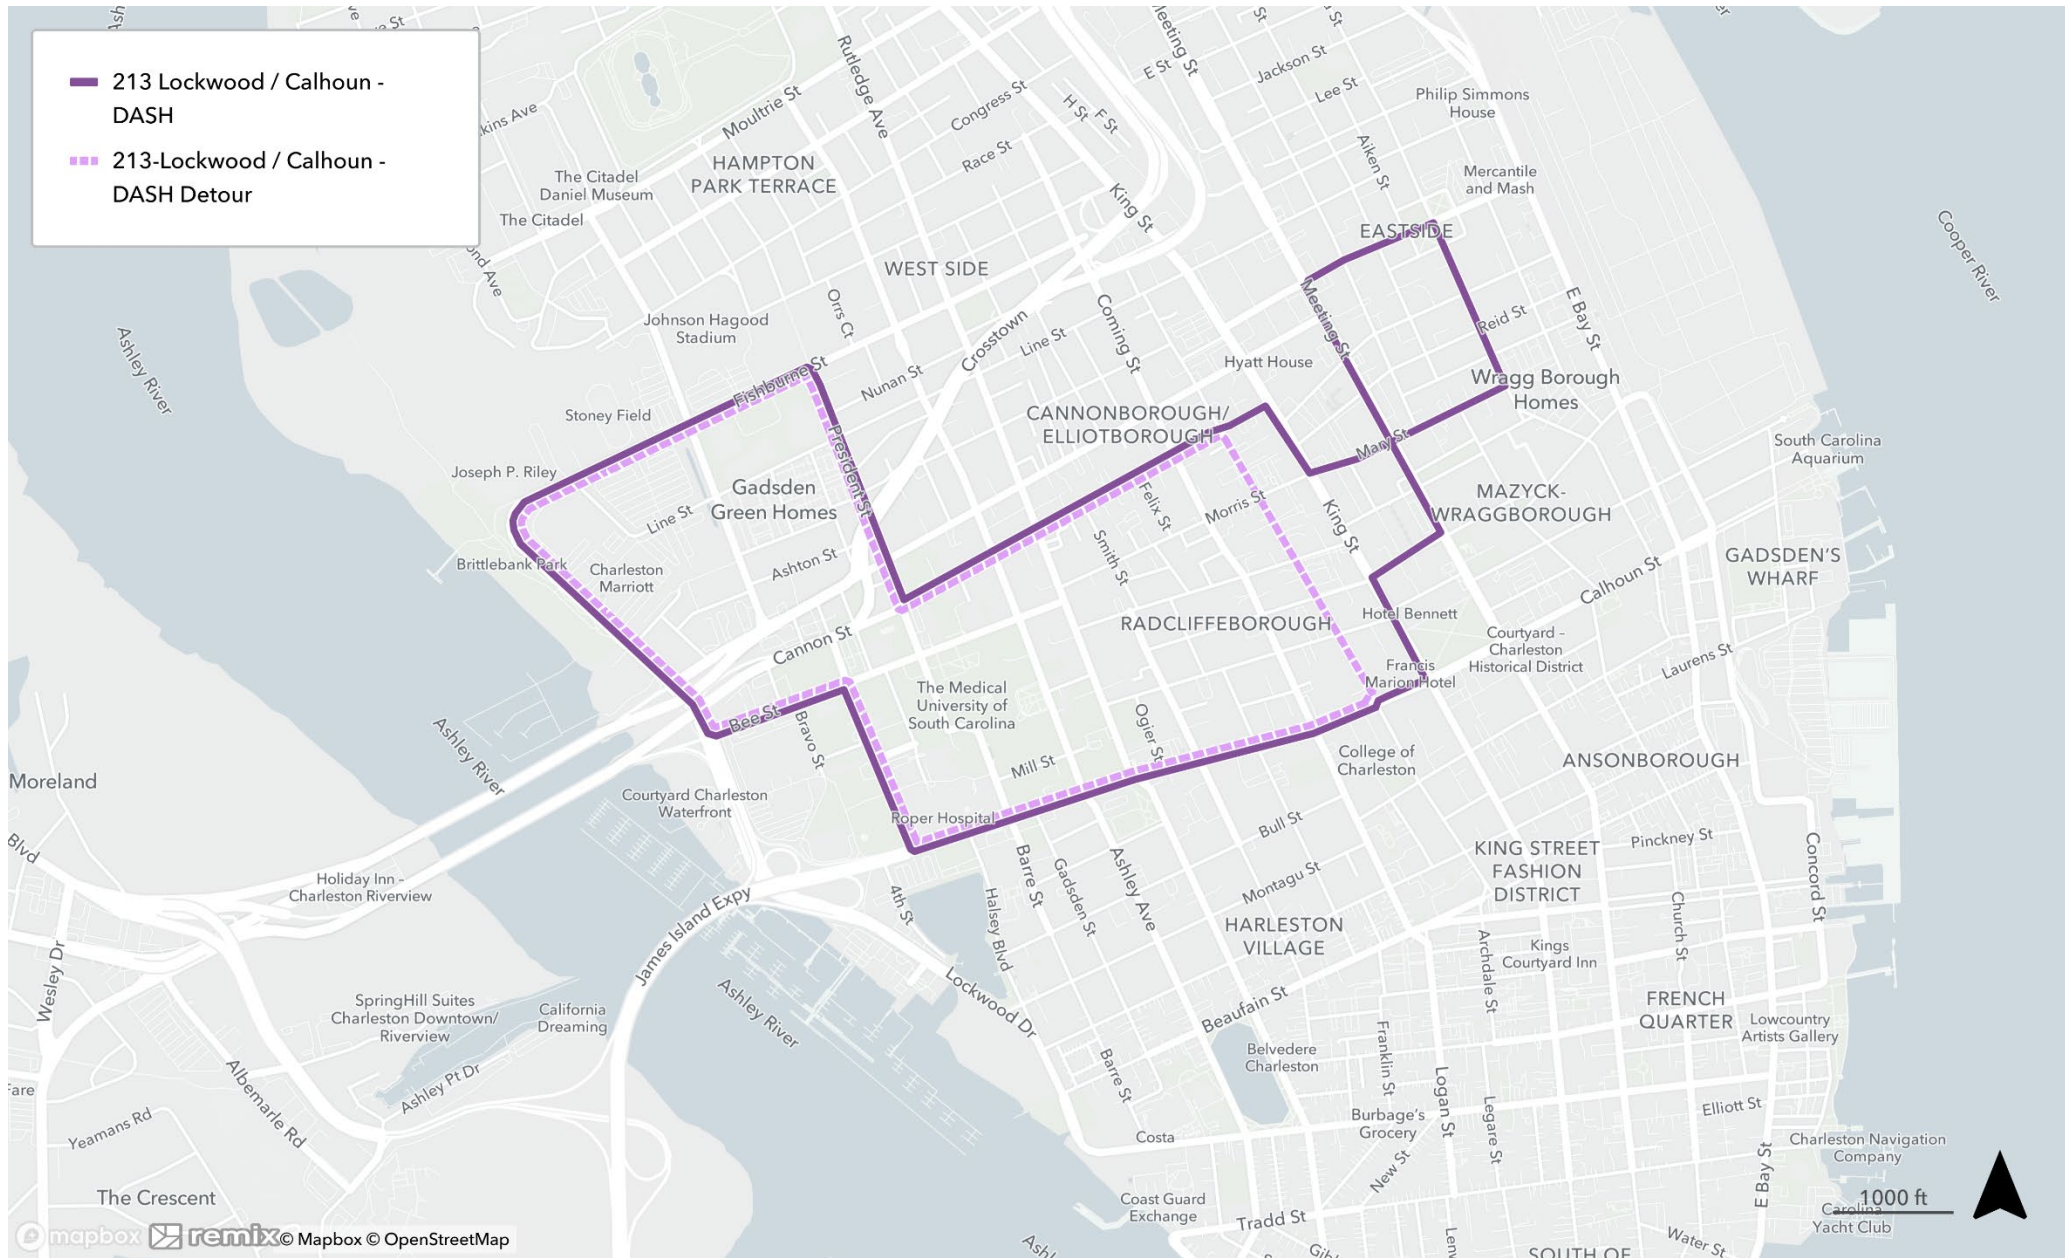 213 Lockwood / Calhoun -
DASH
213-Lockwood / Calhoun -
DASH Detour
Meeting St
Jackson St
E St
Lee St
Philip Simmons
House
Rutledge Ave
Moultrie St
Congress St
H St
F St
Race St
Aiken St
HAMPTON
PARK TERRACE
The Citadel
Daniel Museum
The Citadel
Mercantile
and Mash
King St
EASTSIDE
Cooper River
WEST SIDE
Orrs Ct
Coming St
Meeting St
E Bay St
Reid St
Johnson Hagood
Stadium
Crosstown
Line St
Hyatt House
Ashley River
Fishburne St
Nunan St
Wragg Borough
Homes
Stoney Field
CANNONBOROUGH/
ELLIOTBOROUGH
President St
Mary St
South Carolina
Aquarium
Joseph P. Riley
Gadsden
Green Homes
Line St
Felix St
Morris St
King St
MAZYCK-
WRAGGBOROUGH
Brittlebank Park
Charleston
Marriott
Ashton St
Smith St
Calhoun St
GADSDEN'S
WHARF
Cannon St
RADCLIFFEBOROUGH
Hotel Bennett
Courtyard -
Charleston
Historical District
Laurens St
Francis
Marion Hotel
The Medical
University of
South Carolina
Bee St
Bravo St
Ogier St
Mill St
College of
Charleston
ANSONBOROUGH
Ashley River
Moreland
Courtyard Charleston
Waterfront
Roper Hospital
Bull St
Pinckney St
Concord St
Blvd
KING STREET
FASHION
DISTRICT
Holiday Inn -
Charleston Riverview
4th St
Halsey Blvd
Barre St
Gadsden St
Ashley Ave
Montagu St
HARLESTON
VILLAGE
Church St
Archdale St
Kings
Courtyard Inn
James Island Expy
Wesley Dr
Lockwood Dr
Ashley River
SpringHill Suites
Charleston Downtown/
Riverview
California
Dreaming
Beaufain St
FRENCH
QUARTER
Lowcountry
Artists Gallery
Belvedere
Charleston
Franklin St
Logan St
Legare St
Barre St
Albemarle Rd
Ashley Pt Dr
Fare
Yeamans Rd
Burbage's
Grocery
Elliott St
Costa
New St
E Bay St
Charleston Navigation
Company
The Crescent
Coast Guard
Exchange
Tradd St
1000 ft
Carolina
Yacht Club
Water St
SOUTH OF
mapbox remix © Mapbox © OpenStreetMap